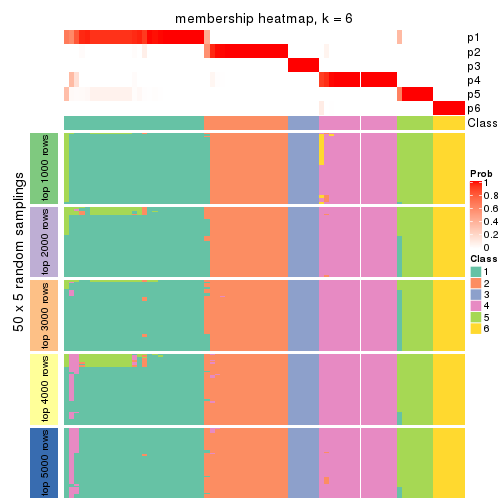 membership heatmap, k = 6
p1
p2
p3
p4
p5
p6
Class
50 x 5 random samplings
top 1000 rows
top 2000 rows
top 3000 rows
top 4000 rows
top 5000 rows
Prob
1
0.8
0.6
0.4
0.2
0
Class
1
2
3
4
5
6